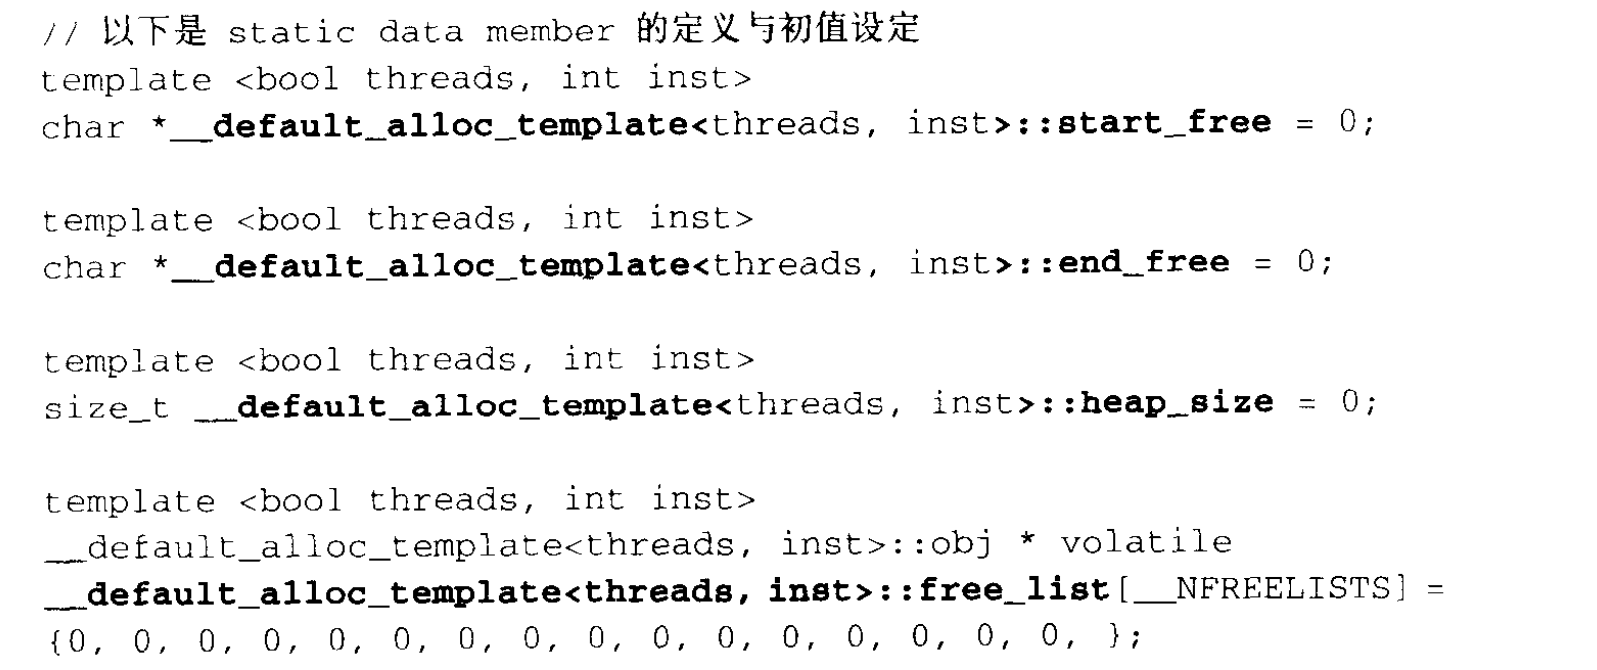 // 以下是 static data member 的定义与初值设定
template <bool threads, int inst>
char *__default_alloc_template<threads, inst>::start_free = 0;
template <bool threads, int inst>
char *__default_alloc_template<threads, inst>::end_free = 0;
template <bool threads, int inst>
size_t __default_alloc_template<threads, inst>::heap_size = 0;
template <bool threads, int inst>
__default_alloc_template<threads, inst>::obj * volatile
__default_alloc_template<threads, inst>::free_list[__NFREELISTS] =
{0, 0, 0, 0, 0, 0, 0, 0, 0, 0, 0, 0, 0, 0, 0, 0, };